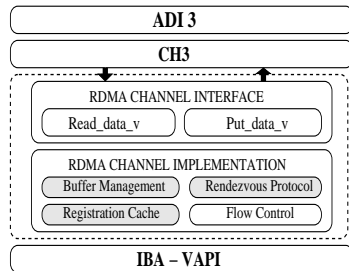 ADI 3
CH3
RDMA CHANNEL INTERFACE
Read_data_v Put_data_v
RDMA CHANNEL IMPLEMENTATION
Buffer Management Rendezvous Protocol
Registration Cache Flow Control
IBA – VAPI